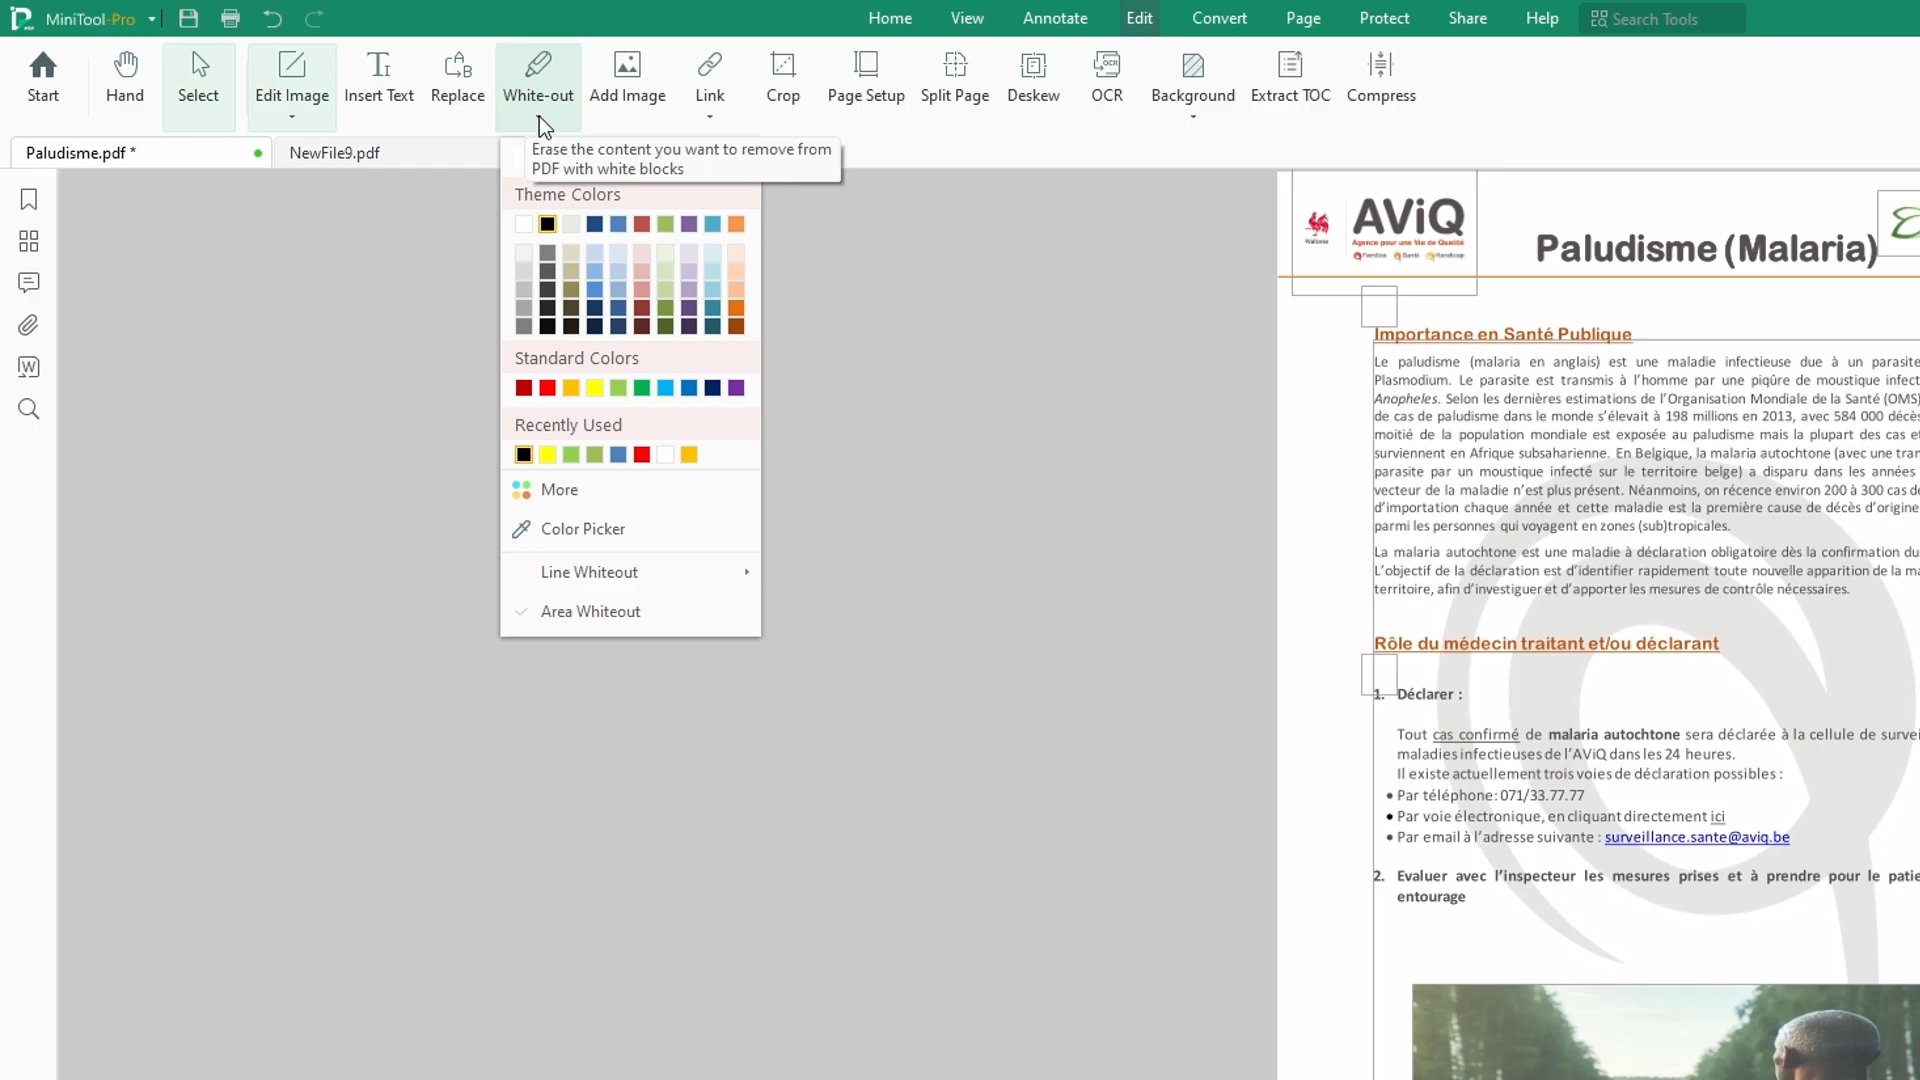 MiniTool-Pro
Home
View
Annotate
Edit
Convert
Page
Protect
Share
Help
Search Tools
Start
Hand
Select
Edit Image
Insert Text
Replace
White-out
Add Image
Link
Crop
Page Setup
Split Page
Deskew
OCR
Background
Extract TOC
Compress
Paludisme.pdf *
NewFile9.pdf
Erase the content you want to remove from
PDF with white blocks
Theme Colors
Standard Colors
Recently Used
More
Color Picker
Line Whiteout
Area Whiteout
Wallonie
AViQ
Agence pour une Vie de Qualité
Familles Santé Handicap
Paludisme (Malaria)
Importance en Santé Publique
Le paludisme (malaria en anglais) est une maladie infectieuse due à un parasite
Plasmodium. Le parasite est transmis à l’homme par une piqûre de moustique infect
Anopheles. Selon les dernières estimations de l’Organisation Mondiale de la Santé (OMS)
de cas de paludisme dans le monde s’élevait à 198 millions en 2013, avec 584 000 décès
moitié de la population mondiale est exposée au paludisme mais la plupart des cas et
surviennent en Afrique subsaharienne. En Belgique, la malaria autochtone (avec une tran
parasite par un moustique infecté sur le territoire belge) a disparu dans les années
vecteur de la maladie n’est plus présent. Néanmoins, on récence environ 200 à 300 cas de
d’importation chaque année et cette maladie est la première cause de décès d’origine
parmi les personnes qui voyagent en zones (sub)tropicales.
La malaria autochtone est une maladie à déclaration obligatoire dès la confirmation du
L’objectif de la déclaration est d’identifier rapidement toute nouvelle apparition de la ma
territoire, afin d’investiguer et d’apporter les mesures de contrôle nécessaires.
Rôle du médecin traitant et/ou déclarant
1. Déclarer :
Tout cas confirmé de malaria autochtone sera déclarée à la cellule de survei
maladies infectieuses de l’AViQ dans les 24 heures.
Il existe actuellement trois voies de déclaration possibles :
• Par téléphone: 071/33.77.77
• Par voie électronique, en cliquant directement ici
• Par email à l’adresse suivante : surveillance.sante@aviq.be
2. Evaluer avec l’inspecteur les mesures prises et à prendre pour le patie
entourage